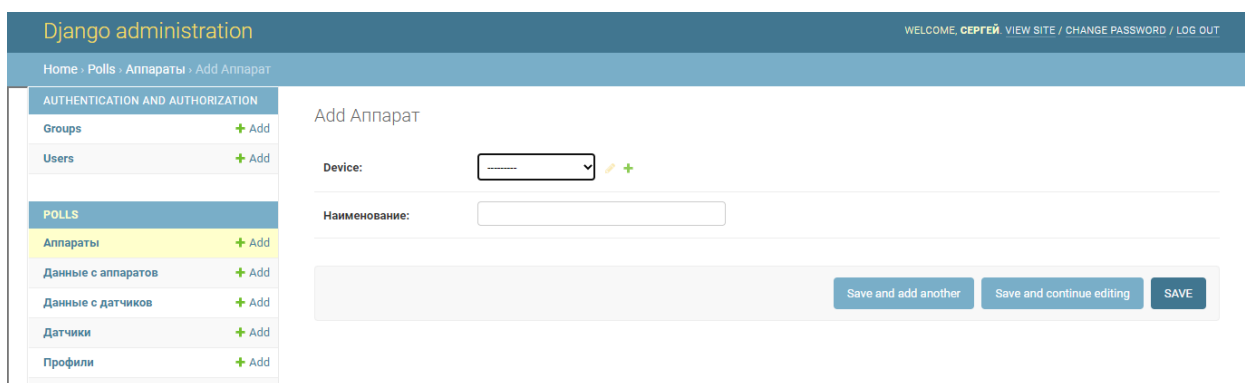 Django administration
WELCOME, СЕРГЕЙ. VIEW SITE / CHANGE PASSWORD / LOG OUT
Home › Polls › Аппараты › Add Аппарат
AUTHENTICATION AND AUTHORIZATION
Groups + Add
Users + Add
POLLS
Аппараты + Add
Данные с аппаратов + Add
Данные с датчиков + Add
Датчики + Add
Профили + Add
Add Аппарат
Device: ---------
Наименование:
Save and add another Save and continue editing SAVE